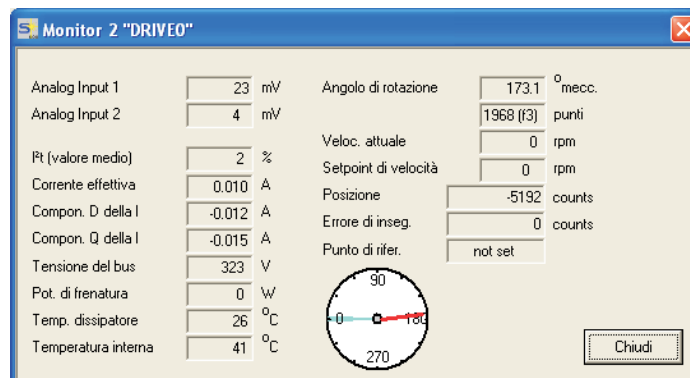 Monitor 2 "DRIVE0"
Analog Input 1 23 mV
Analog Input 2 4 mV
I²t (valore medio) 2 %
Corrente effettiva 0.010 A
Compon. D della I -0.012 A
Compon. Q della I -0.015 A
Tensione del bus 323 V
Pot. di frenatura 0 W
Temp. dissipatore 26 °C
Temperatura interna 41 °C
Angolo di rotazione 173.1 °mecc.
1968 (f3) punti
Veloc. attuale 0 rpm
Setpoint di velocità 0 rpm
Posizione -5192 counts
Errore di inseg. 0 counts
Punto di rifer. not set
90
0 180
270
Chiudi